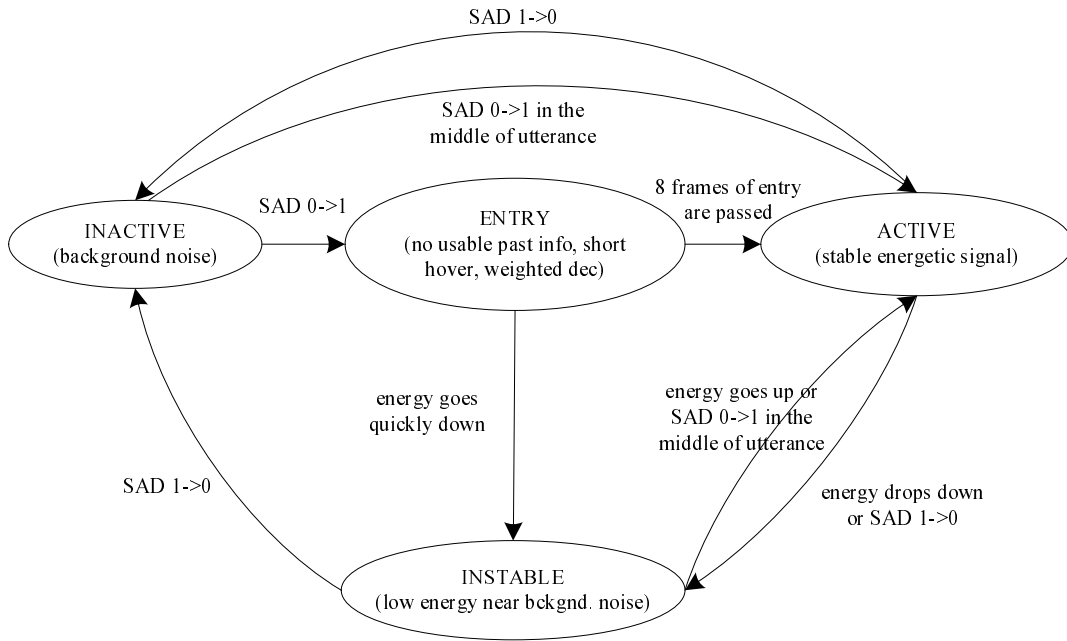 SAD 1->0
SAD 0->1 in the
middle of utterance
SAD 0->1
8 frames of entry
are passed
INACTIVE
(background noise)
ENTRY
(no usable past info, short
hover, weighted dec)
ACTIVE
(stable energetic signal)
energy goes
quickly down
energy goes up or
SAD 0->1 in the
middle of utterance
SAD 1->0
energy drops down
or SAD 1->0
INSTABLE
(low energy near bckgnd. noise)